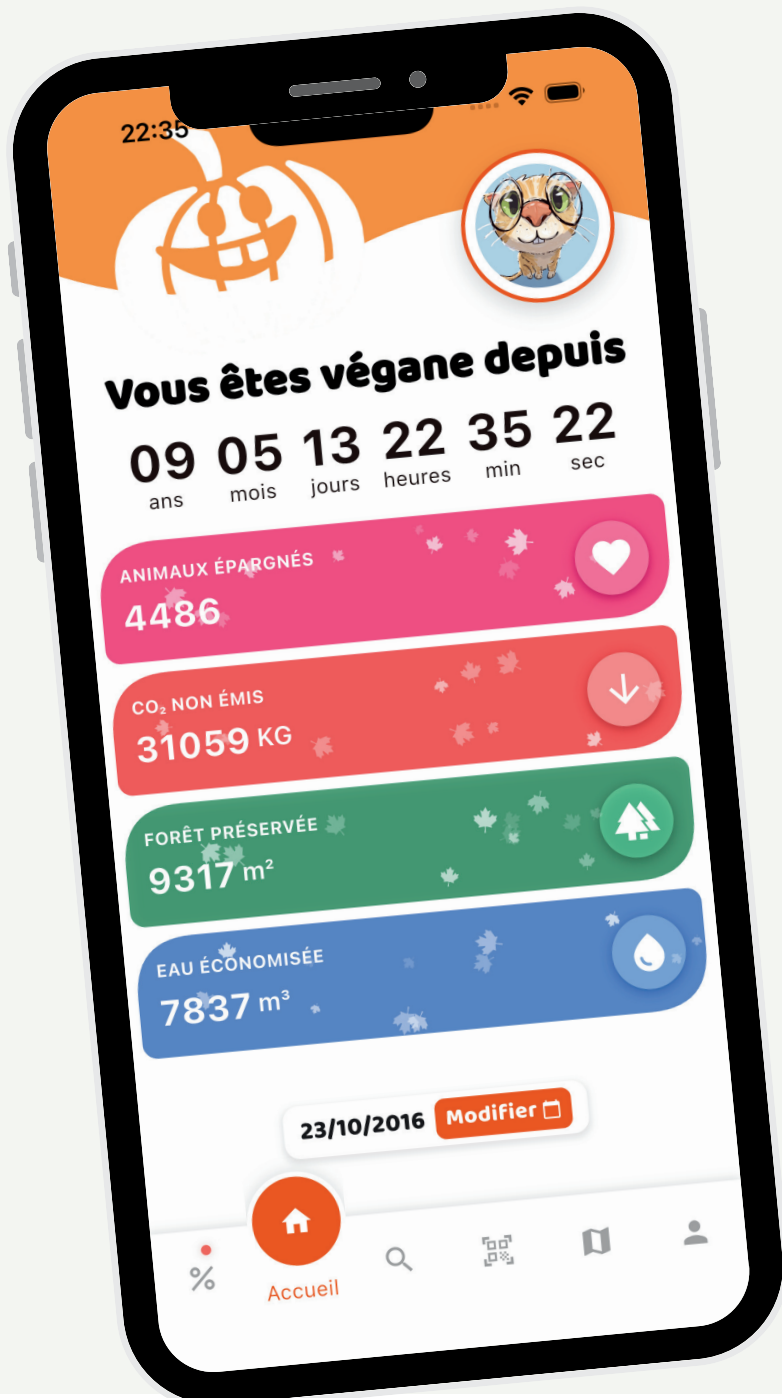 22:35
Vous êtes végane depuis
09 05 13 22 35 22
ans mois jours heures min sec
ANIMAUX ÉPARGNÉS
4486
CO₂ NON ÉMIS
31059 KG
FORÊT PRÉSERVÉE
9317 m²
EAU ÉCONOMISÉE
7837 m³
23/10/2016 Modifier
%
Accueil